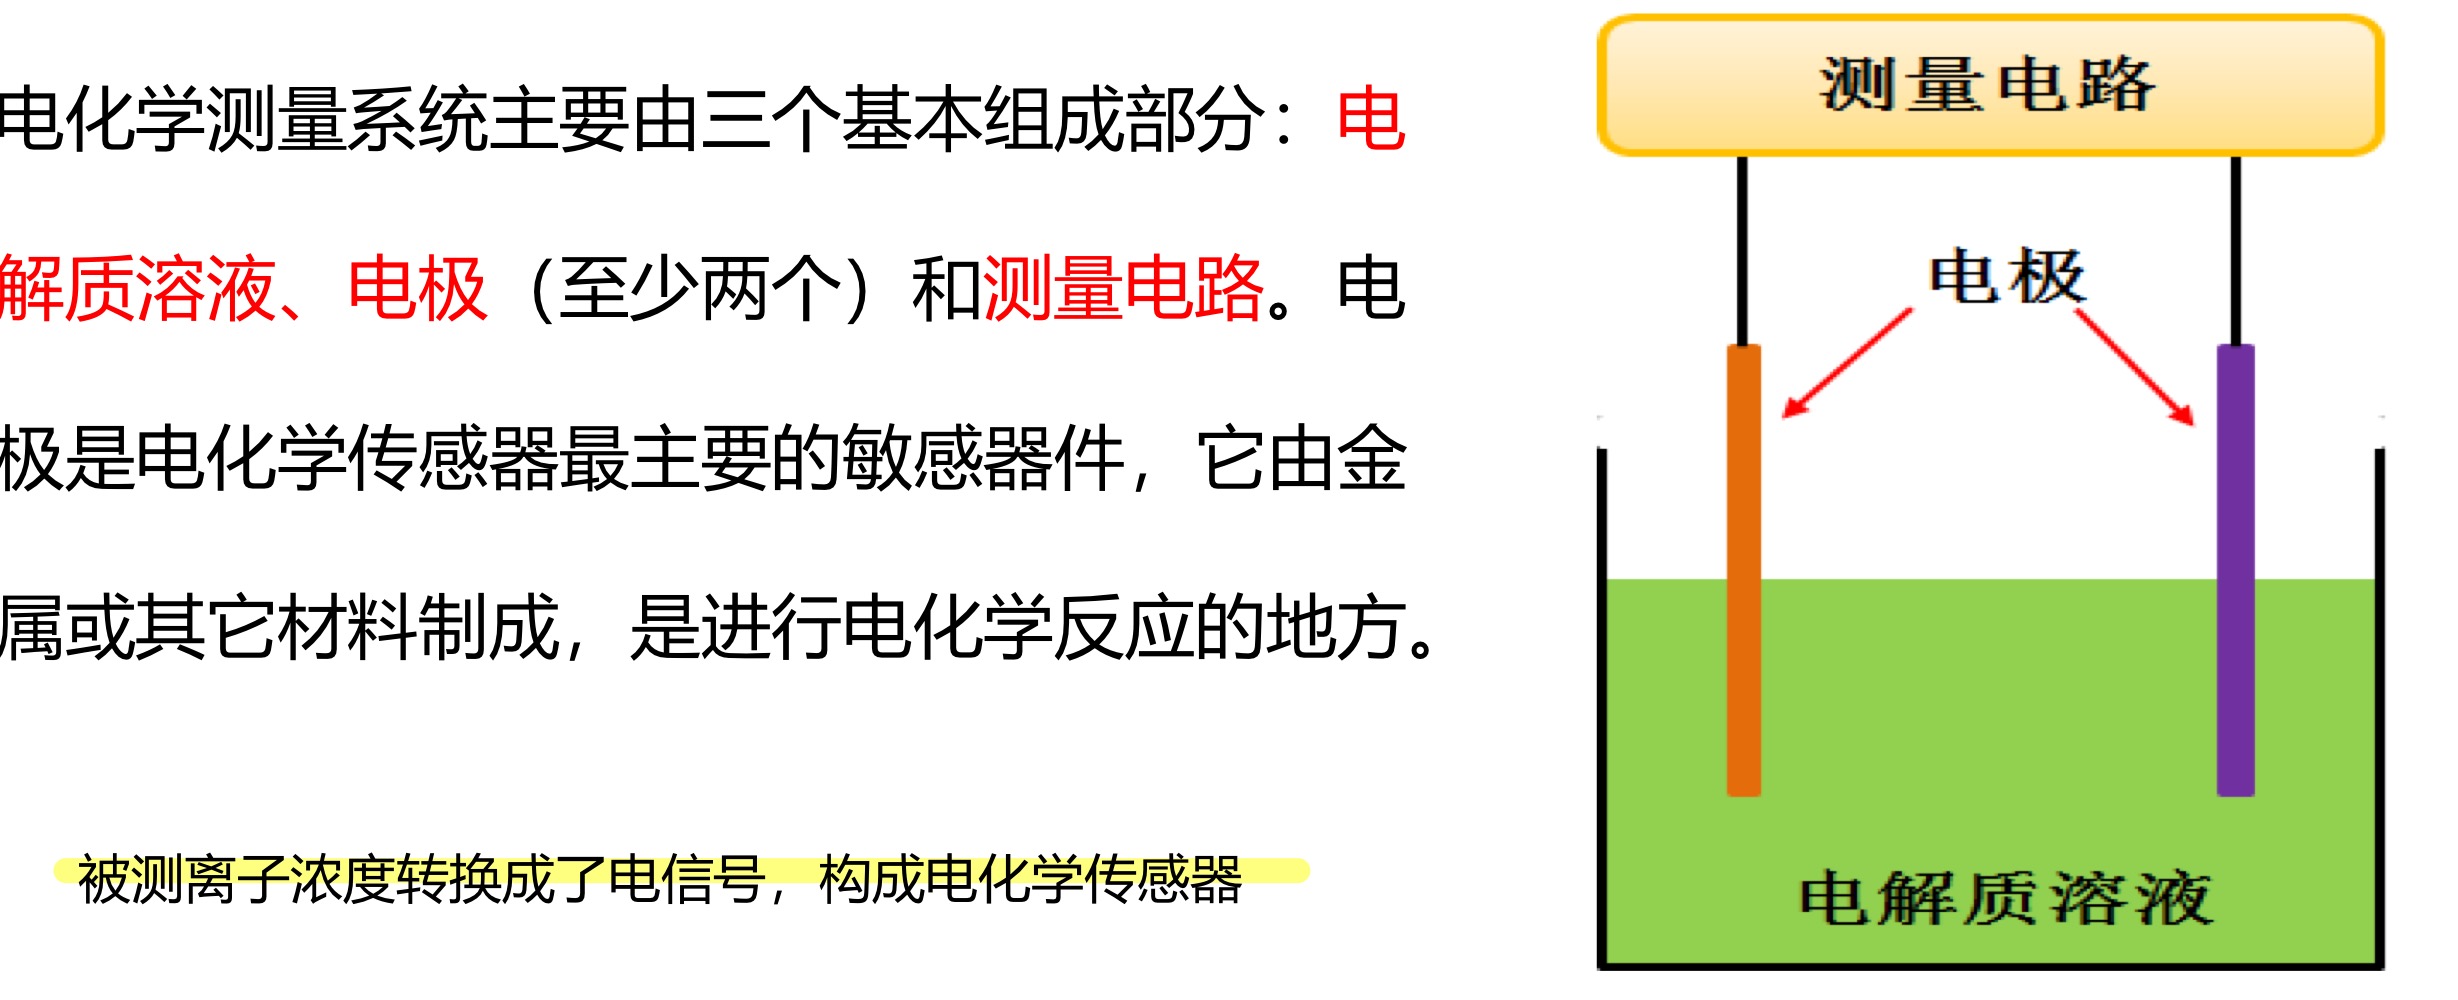 电化学测量系统主要由三个基本组成部分：电
解质溶液、电极（至少两个）和测量电路。电
极是电化学传感器最主要的敏感器件，它由金
属或其它材料制成，是进行电化学反应的地方。
被测离子浓度转换成了电信号，构成电化学传感器
测量电路
电极
电解质溶液